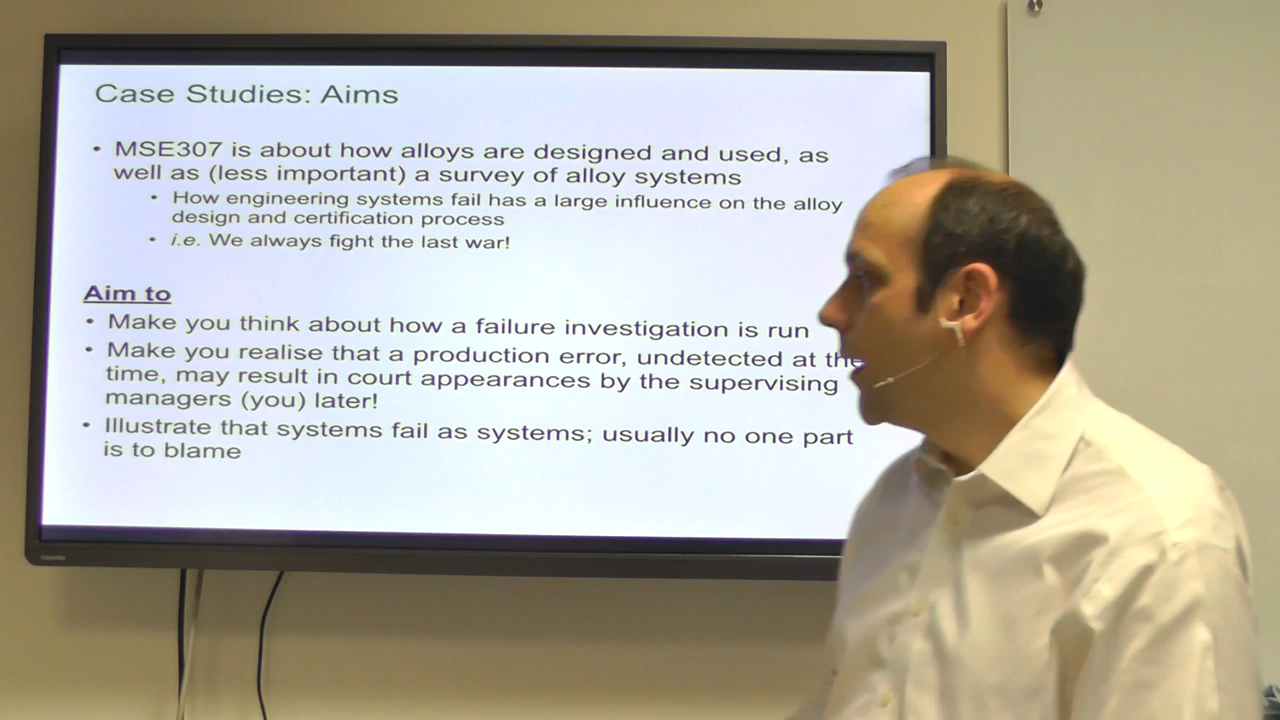 Case Studies: Aims
• MSE307 is about how alloys are designed and used, as
well as (less important) a survey of alloy systems
• How engineering systems fail has a large influence on the alloy
design and certification process
• i.e. We always fight the last war!
Aim to
• Make you think about how a failure investigation is run
• Make you realise that a production error, undetected at the
time, may result in court appearances by the supervising
managers (you) later!
• Illustrate that systems fail as systems; usually no one part
is to blame
TOSHIBA